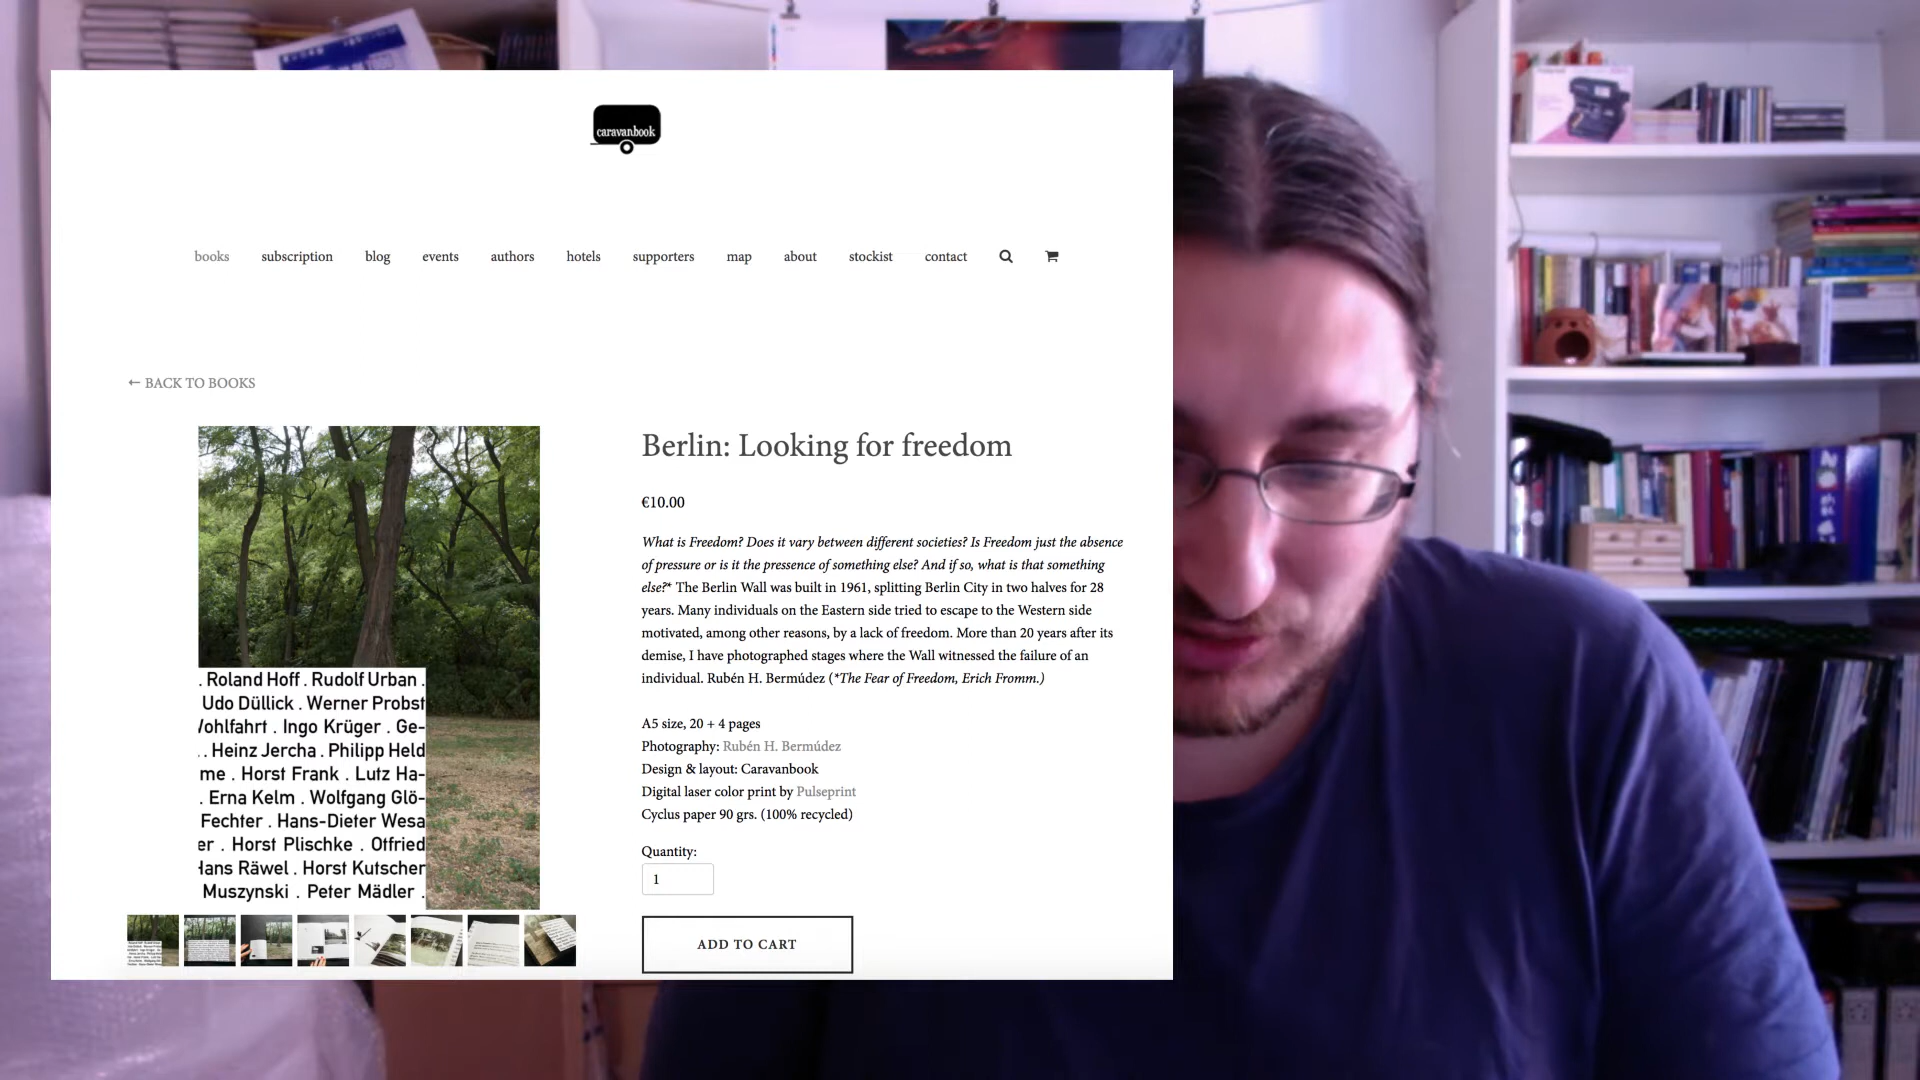 caravanbook
books subscription blog events authors hotels supporters map about stockist contact
← BACK TO BOOKS
. Roland Hoff . Rudolf Urban .
Udo Düllick . Werner Probst
Vohlfahrt . Ingo Krüger . Ge-
. . Heinz Jercha . Philipp Held
me . Horst Frank . Lutz Ha-
. Erna Kelm . Wolfgang Glö-
Fechter . Hans-Dieter Wesa
er . Horst Plischke . Otfried
Hans Räwel . Horst Kutscher
Muszynski . Peter Mädler .
Berlin: Looking for freedom
€10.00
What is Freedom? Does it vary between different societies? Is Freedom just the absence
of pressure or is it the pressence of something else? And if so, what is that something
else?* The Berlin Wall was built in 1961, splitting Berlin City in two halves for 28
years. Many individuals on the Eastern side tried to escape to the Western side
motivated, among other reasons, by a lack of freedom. More than 20 years after its
demise, I have photographed stages where the Wall witnessed the failure of an
individual. Rubén H. Bermúdez (*The Fear of Freedom, Erich Fromm.)
A5 size, 20 + 4 pages
Photography: Rubén H. Bermúdez
Design & layout: Caravanbook
Digital laser color print by Pulseprint
Cyclus paper 90 grs. (100% recycled)
Quantity:
1
ADD TO CART